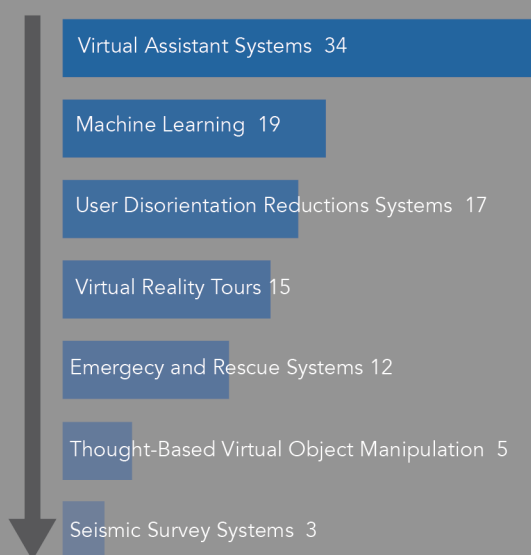 Virtual Assistant Systems 34
Machine Learning 19
User Disorientation Reductions Systems 17
Virtual Reality Tours 15
Emergecy and Rescue Systems 12
Thought-Based Virtual Object Manipulation 5
Seismic Survey Systems 3